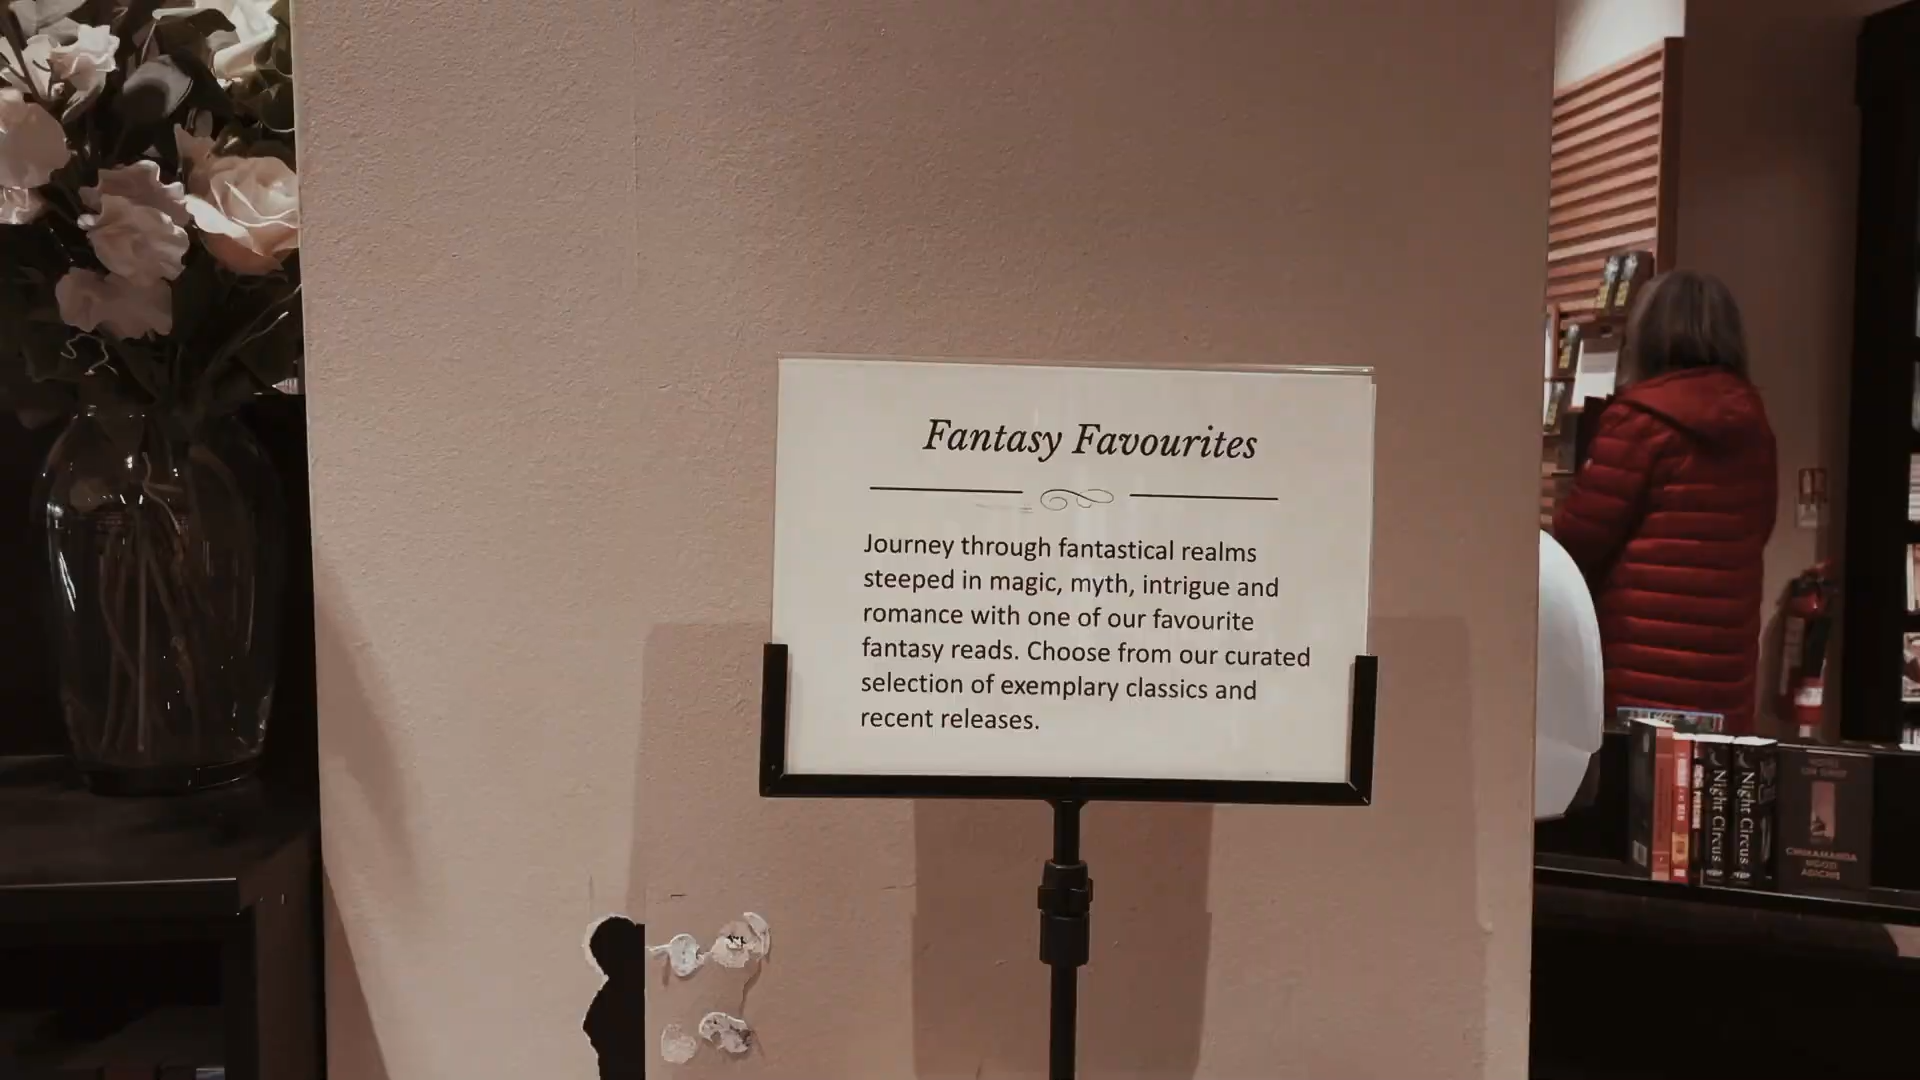 Fantasy Favourites
Journey through fantastical realms
steeped in magic, myth, intrigue and
romance with one of our favourite
fantasy reads. Choose from our curated
selection of exemplary classics and
recent releases.
Night Circus
Night Circus
CHIMAMANDA
NGOZI
ADICHIE